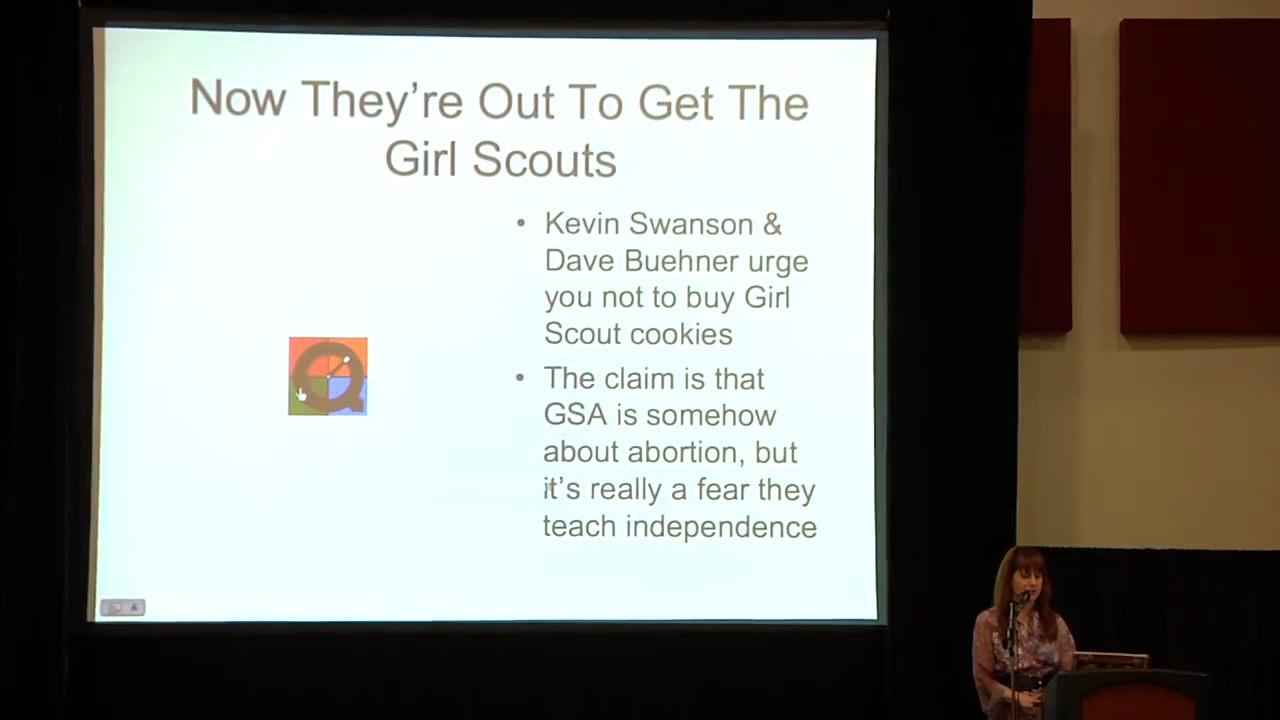 Now They're Out To Get The
Girl Scouts
• Kevin Swanson &
Dave Buehner urge
you not to buy Girl
Scout cookies
• The claim is that
GSA is somehow
about abortion, but
it's really a fear they
teach independence